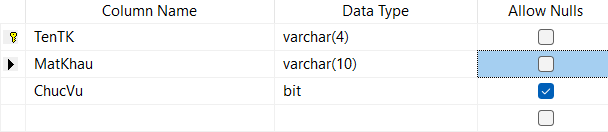 Column Name Data Type Allow Nulls
TenTK varchar(4)
MatKhau varchar(10)
ChucVu bit